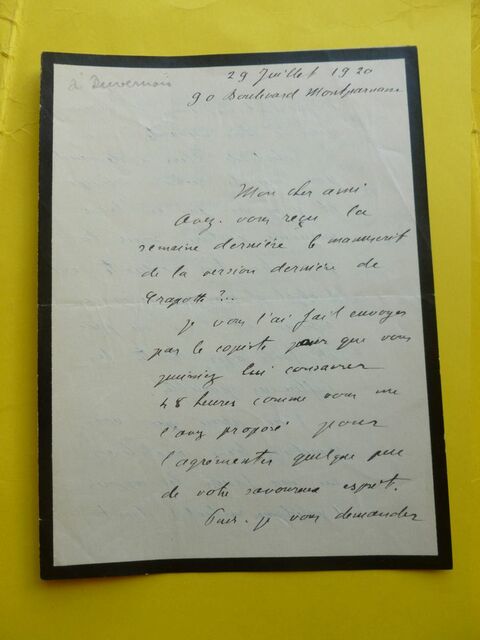 à Duvernois
29 Juillet 1920
90 Boulevard Montparnasse
Mon cher ami
Avez-vous reçu la
semaine dernière le manuscrit
de la version dernière de
?..
je vous l'ai fait envoyer
par le copiste pour que vous
puissiez lui consacrer
48 heures comme vous me
l'avez proposé pour
l'agrémenter quelque peu
de votre savoureux esprit.
Puis-je vous demander